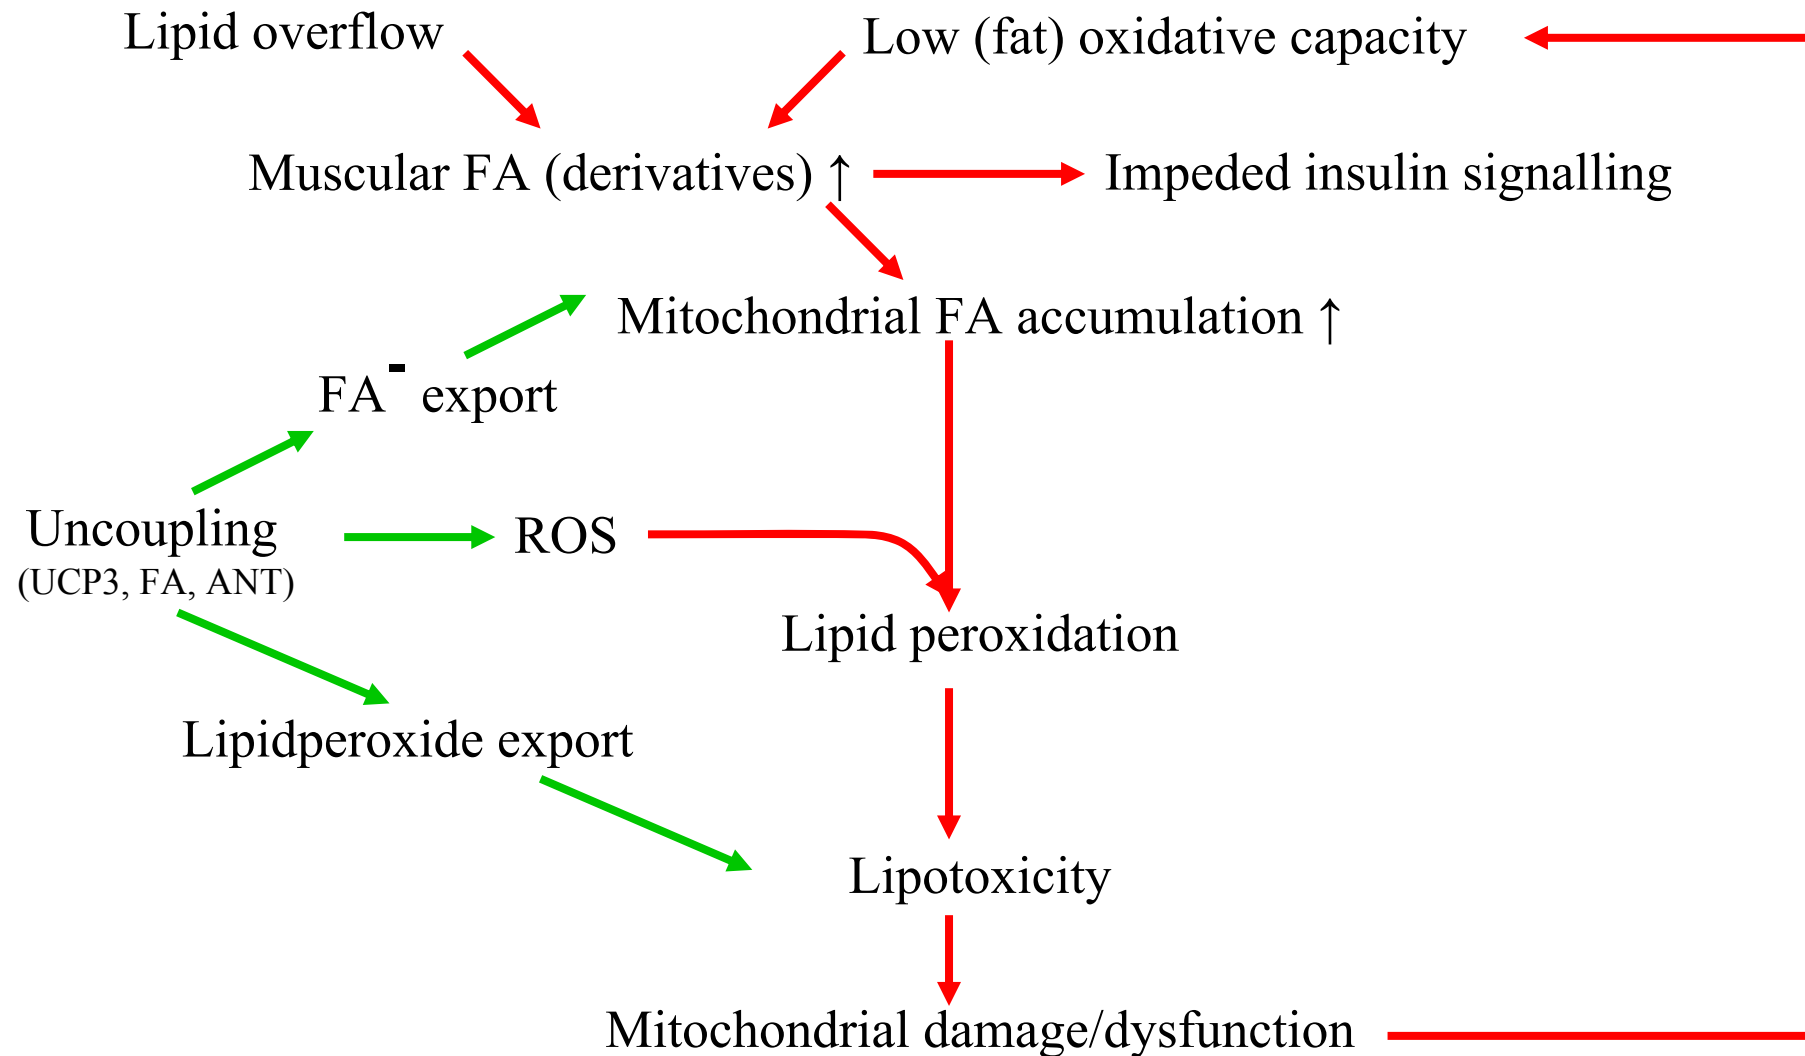 Lipid overflow
Low (fat) oxidative capacity
Muscular FA (derivatives) ↑
Impeded insulin signalling
Mitochondrial FA accumulation ↑
FA⁻ export
Uncoupling
(UCP3, FA, ANT)
ROS
Lipid peroxidation
Lipidperoxide export
Lipotoxicity
Mitochondrial damage/dysfunction